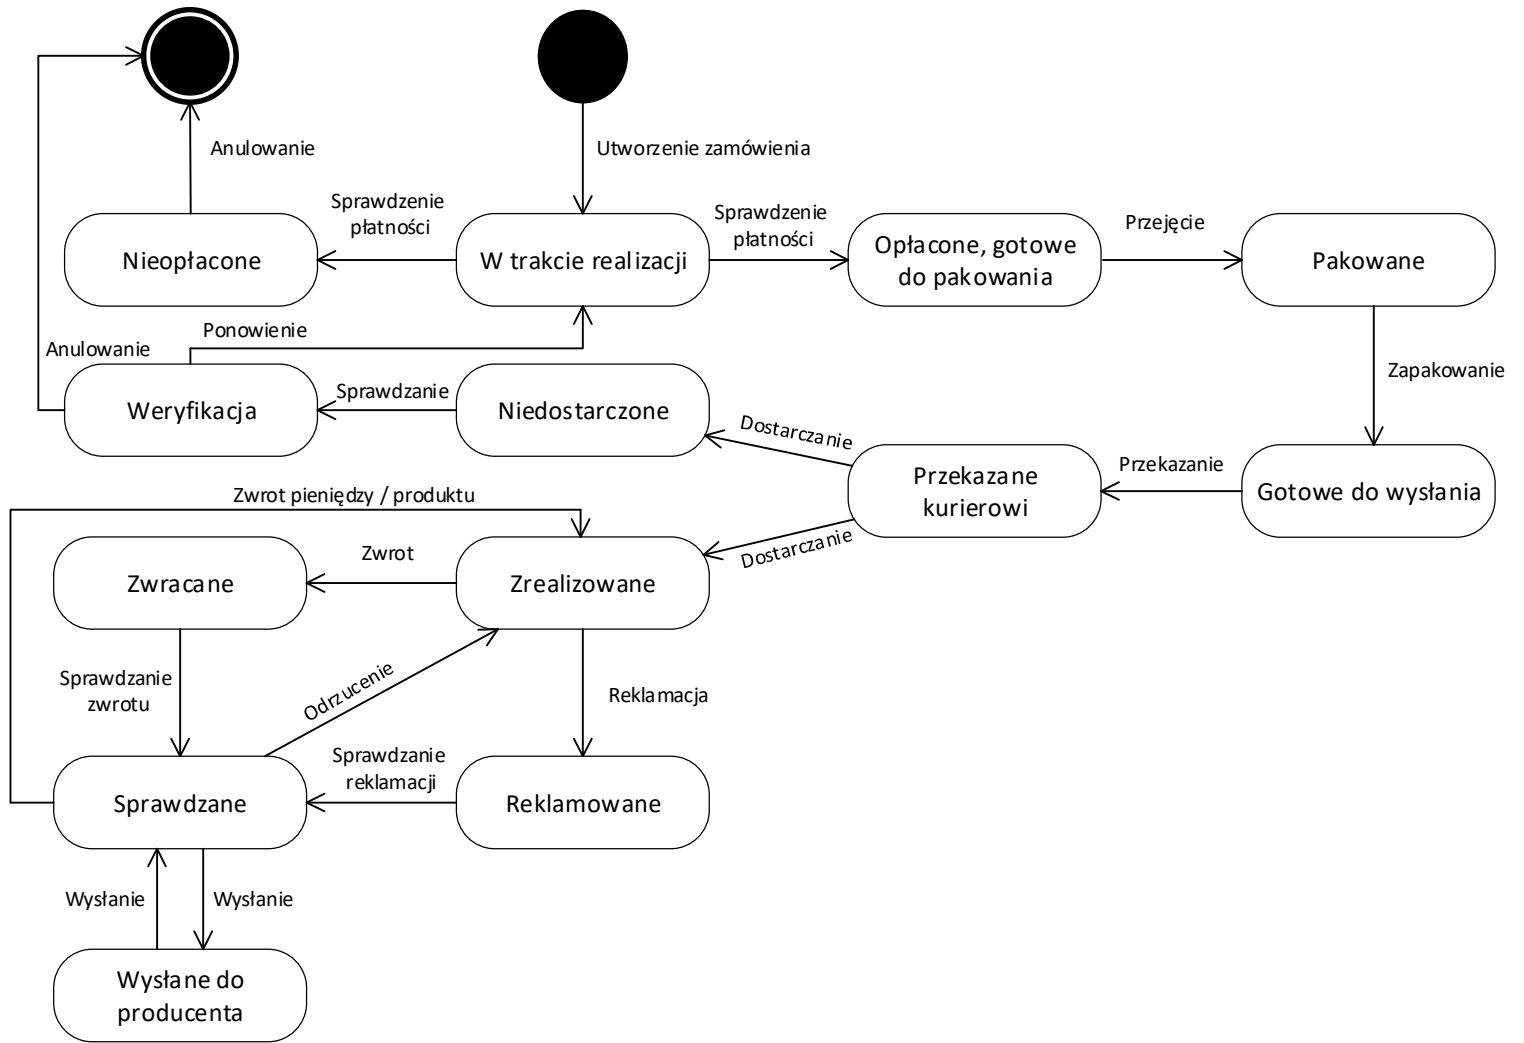 Anulowanie
Utworzenie zamówienia
Sprawdzenie
płatności
Sprawdzenie
płatności
Przejęcie
Nieopłacone
W trakcie realizacji
Opłacone, gotowe
do pakowania
Pakowane
Ponowienie
Anulowanie
Zapakowanie
Weryfikacja
Sprawdzanie
Niedostarczone
Dostarczanie
Przekazane
kurierowi
Przekazanie
Gotowe do wysłania
Zwrot pieniędzy / produktu
Dostarczanie
Zwrot
Zwracane
Zrealizowane
Sprawdzanie
zwrotu
Odrzucenie
Reklamacja
Sprawdzanie
reklamacji
Sprawdzane
Reklamowane
Wysłanie
Wysłanie
Wysłane do
producenta